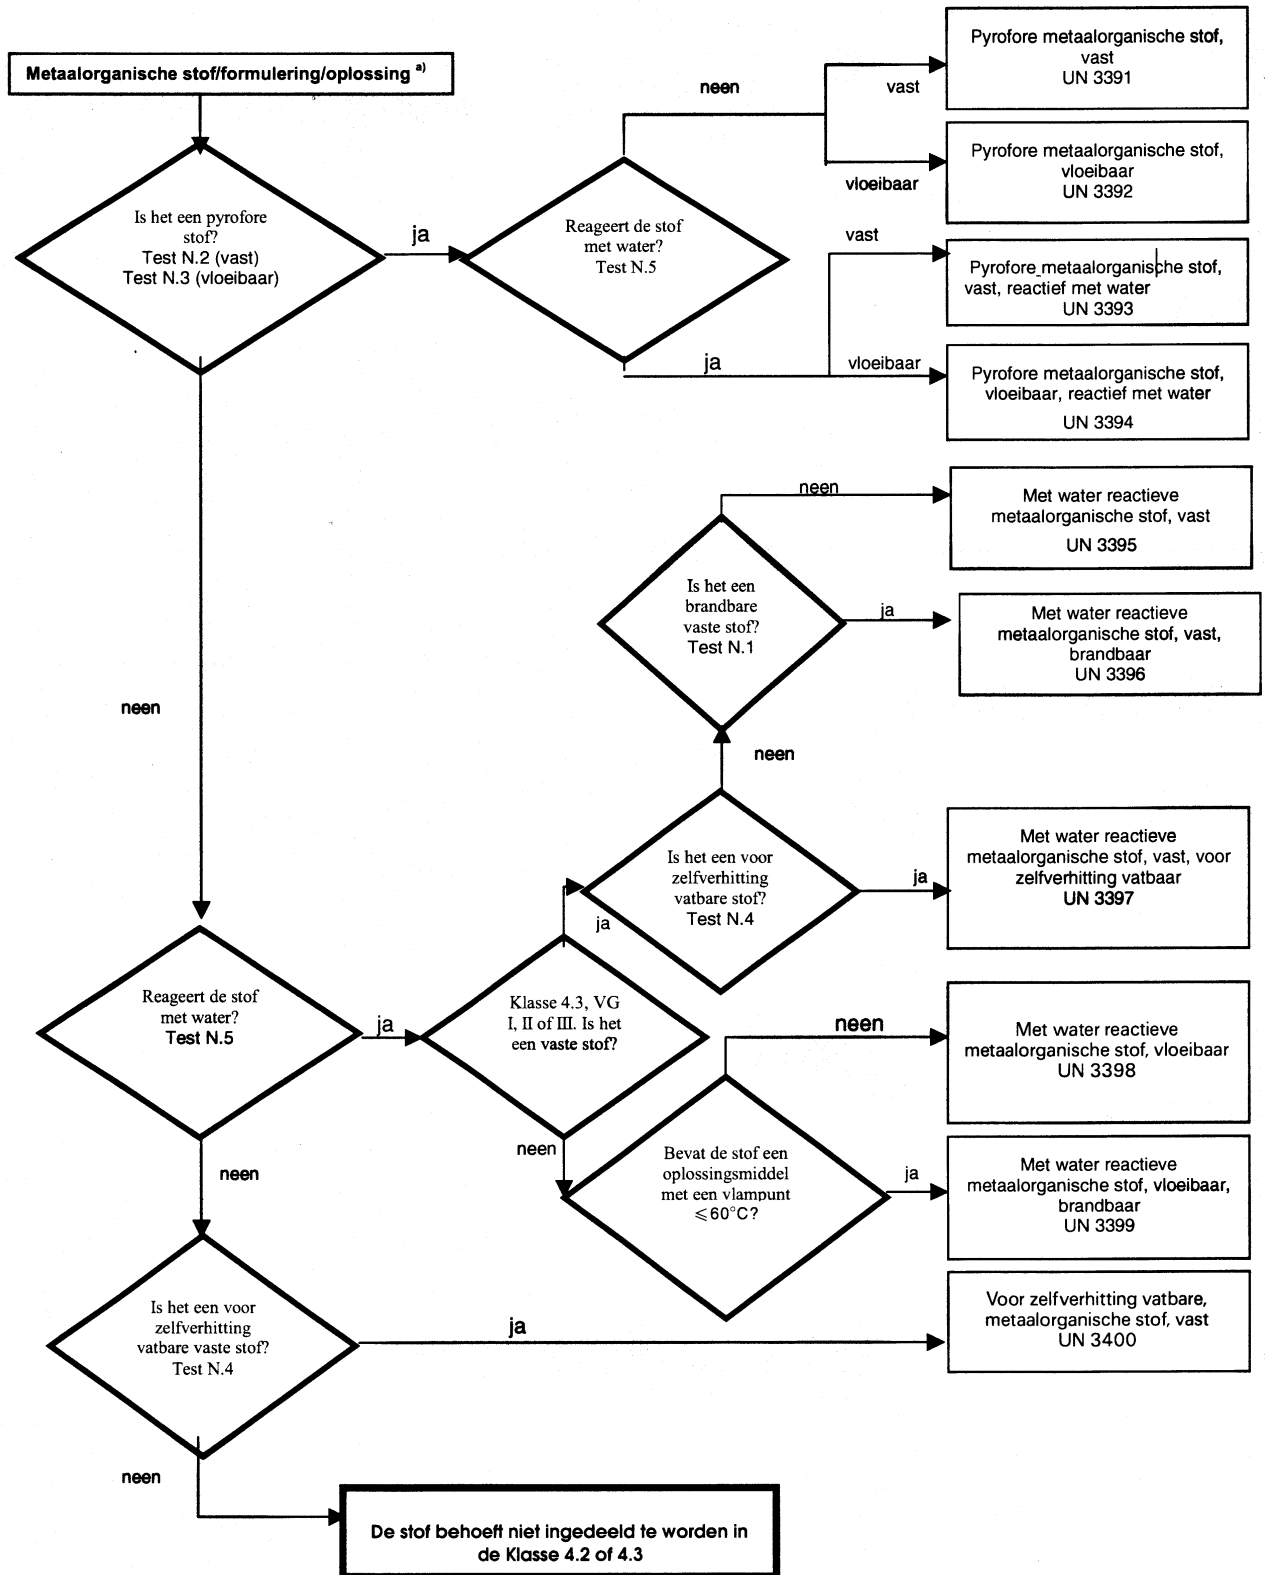 Metaalorganische stof/formulering/oplossing a)
Is het een pyrofore
stof?
Test N.2 (vast)
Test N.3 (vloeibaar)
ja
Reageert de stof
met water?
Test N.5
neen
vast
Pyrofore metaalorganische stof,
vast
UN 3391
vloeibaar
Pyrofore metaalorganische stof,
vloeibaar
UN 3392
ja
vast
Pyrofore metaalorganische stof,
vast, reactief met water
UN 3393
vloeibaar
Pyrofore metaalorganische stof,
vloeibaar, reactief met water
UN 3394
neen
Met water reactieve
metaalorganische stof, vast
UN 3395
Is het een
brandbare
vaste stof?
Test N.1
ja
Met water reactieve
metaalorganische stof, vast,
brandbaar
UN 3396
neen
neen
Is het een voor
zelfverhitting
vatbare stof?
Test N.4
ja
Met water reactieve
metaalorganische stof, vast, voor
zelfverhitting vatbaar
UN 3397
ja
Reageert de stof
met water?
Test N.5
ja
Klasse 4.3, VG
I, II of III. Is het
een vaste stof?
neen
Met water reactieve
metaalorganische stof, vloeibaar
UN 3398
neen
Bevat de stof een
oplossingsmiddel
met een vlampunt
≤60°C?
ja
Met water reactieve
metaalorganische stof, vloeibaar,
brandbaar
UN 3399
neen
Is het een voor
zelfverhitting
vatbare vaste stof?
Test N.4
ja
Voor zelfverhitting vatbare,
metaalorganische stof, vast
UN 3400
neen
De stof behoeft niet ingedeeld te worden in
de Klasse 4.2 of 4.3